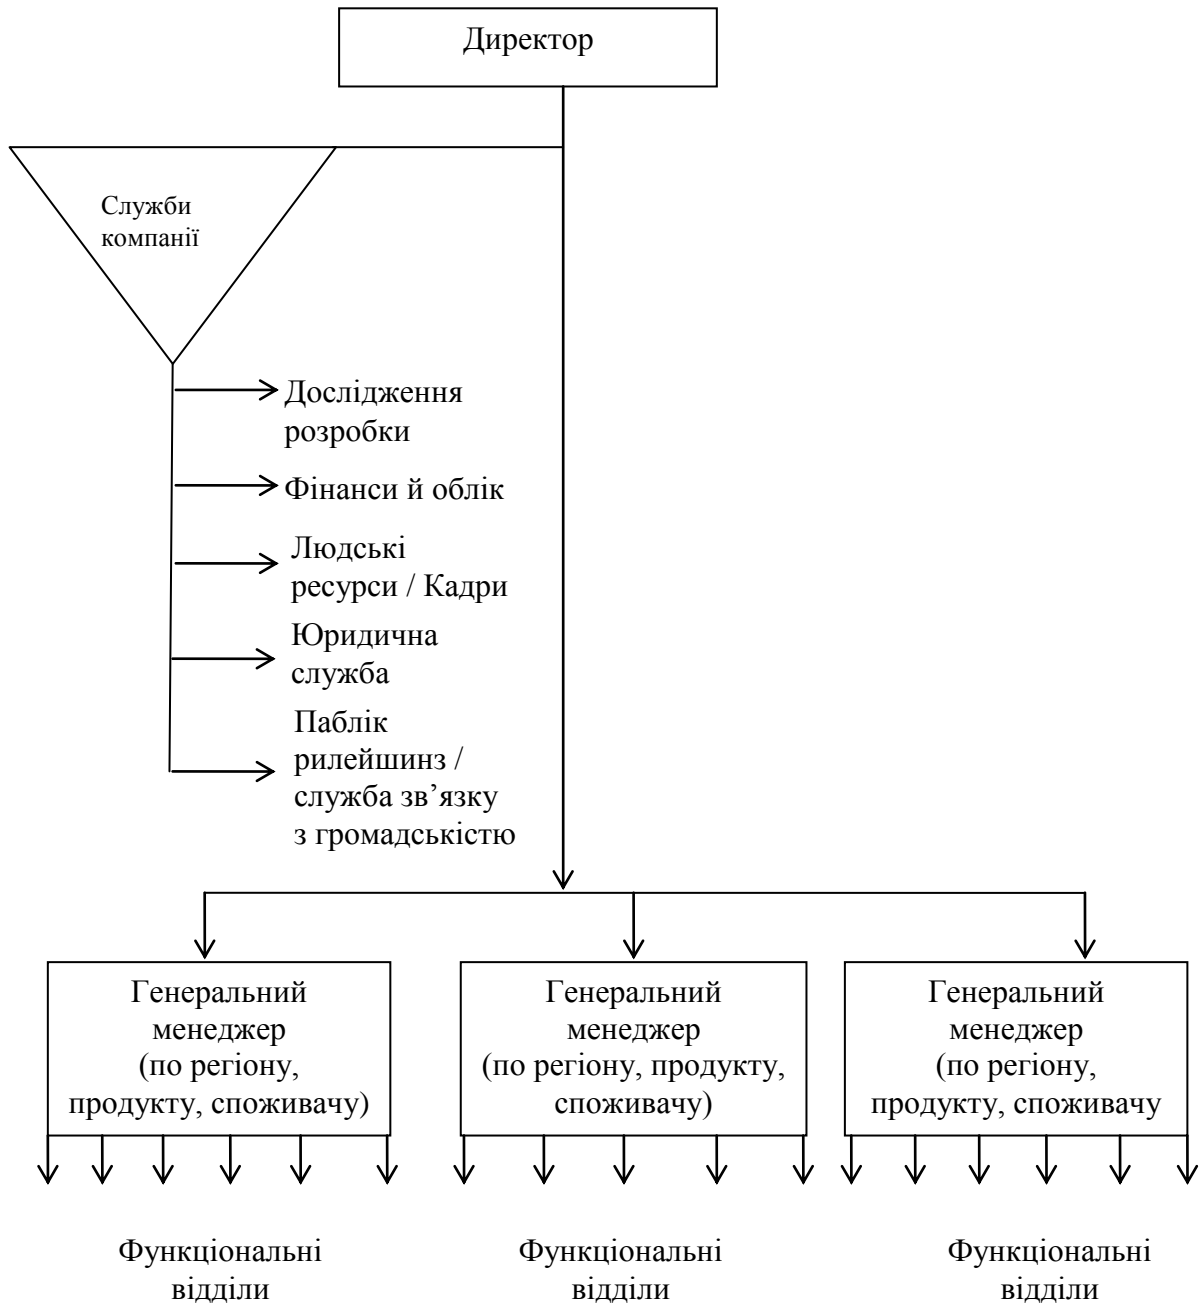 Директор
Служби
компанії
Дослідження
розробки
Фінанси й облік
Людські
ресурси / Кадри
Юридична
служба
Паблік
рилейшинз /
служба зв’язку
з громадськістю
Генеральний
менеджер
(по регіону,
продукту, споживачу)
Генеральний
менеджер
(по регіону, продукту,
споживачу)
Генеральний
менеджер
(по регіону,
продукту, споживачу
Функціональні
відділи
Функціональні
відділи
Функціональні
відділи